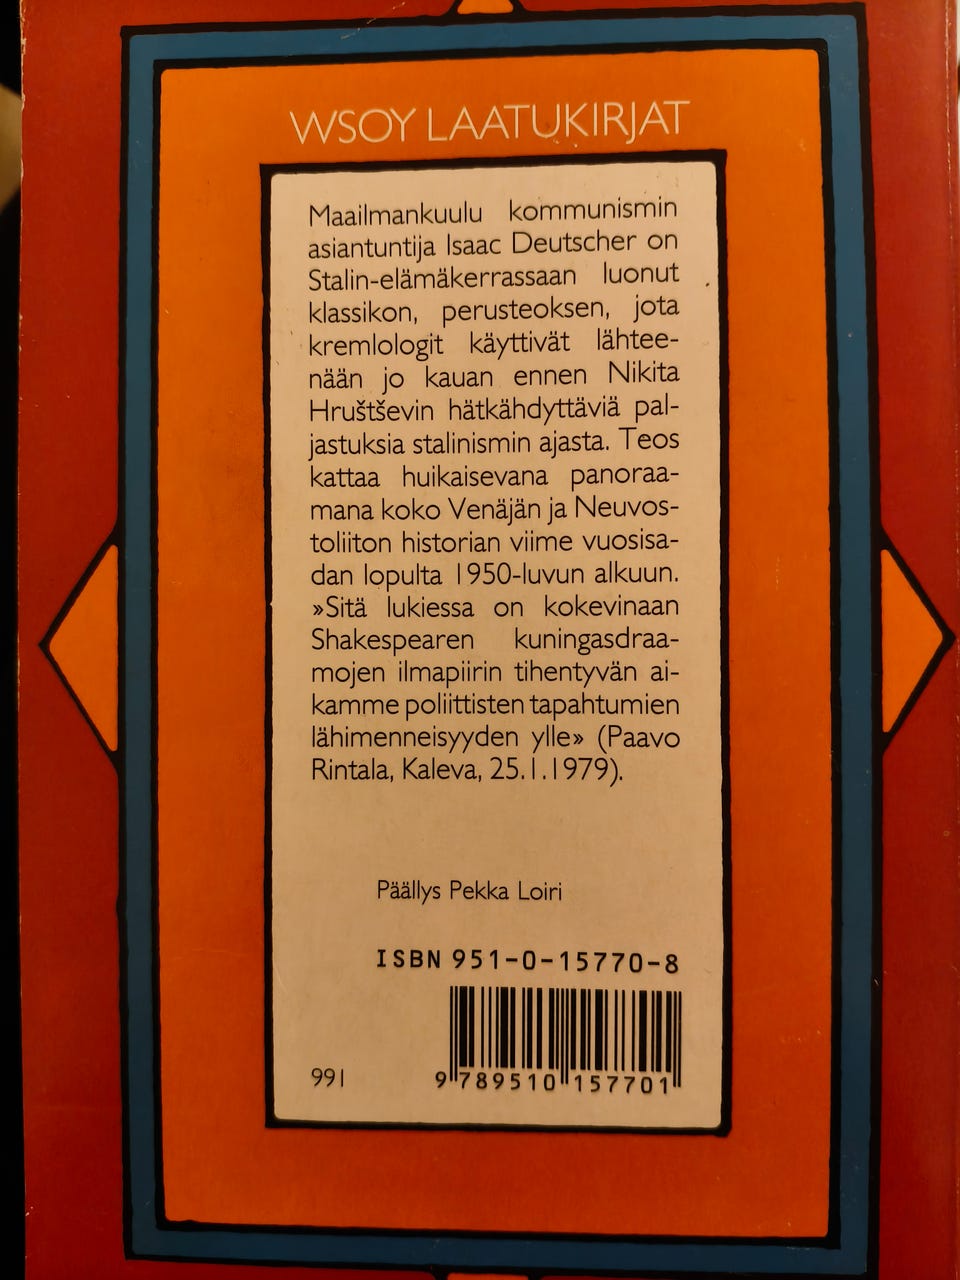 WSOY LAATUKIRJAT
Maailmankuulu kommunismin
asiantuntija Isaac Deutscher on
Stalin-elämäkerrassaan luonut
klassikon, perusteoksen, jota
kremlologit käyttivät lähtee-
nään jo kauan ennen Nikita
Hruštševin hätkähdyttäviä pal-
jastuksia stalinismin ajasta. Teos
kattaa huikaisevana panoraa-
mana koko Venäjän ja Neuvos-
toliiton historian viime vuosisa-
dan lopulta 1950-luvun alkuun.
»Sitä lukiessa on kokevinaan
Shakespearen kuningasdraa-
mojen ilmapiirin tihentyvän ai-
kamme poliittisten tapahtumien
lähimenneisyyden ylle» (Paavo
Rintala, Kaleva, 25.1.1979).
Päällys Pekka Loiri
ISBN 951-0-15770-8
991
9 789510 157701